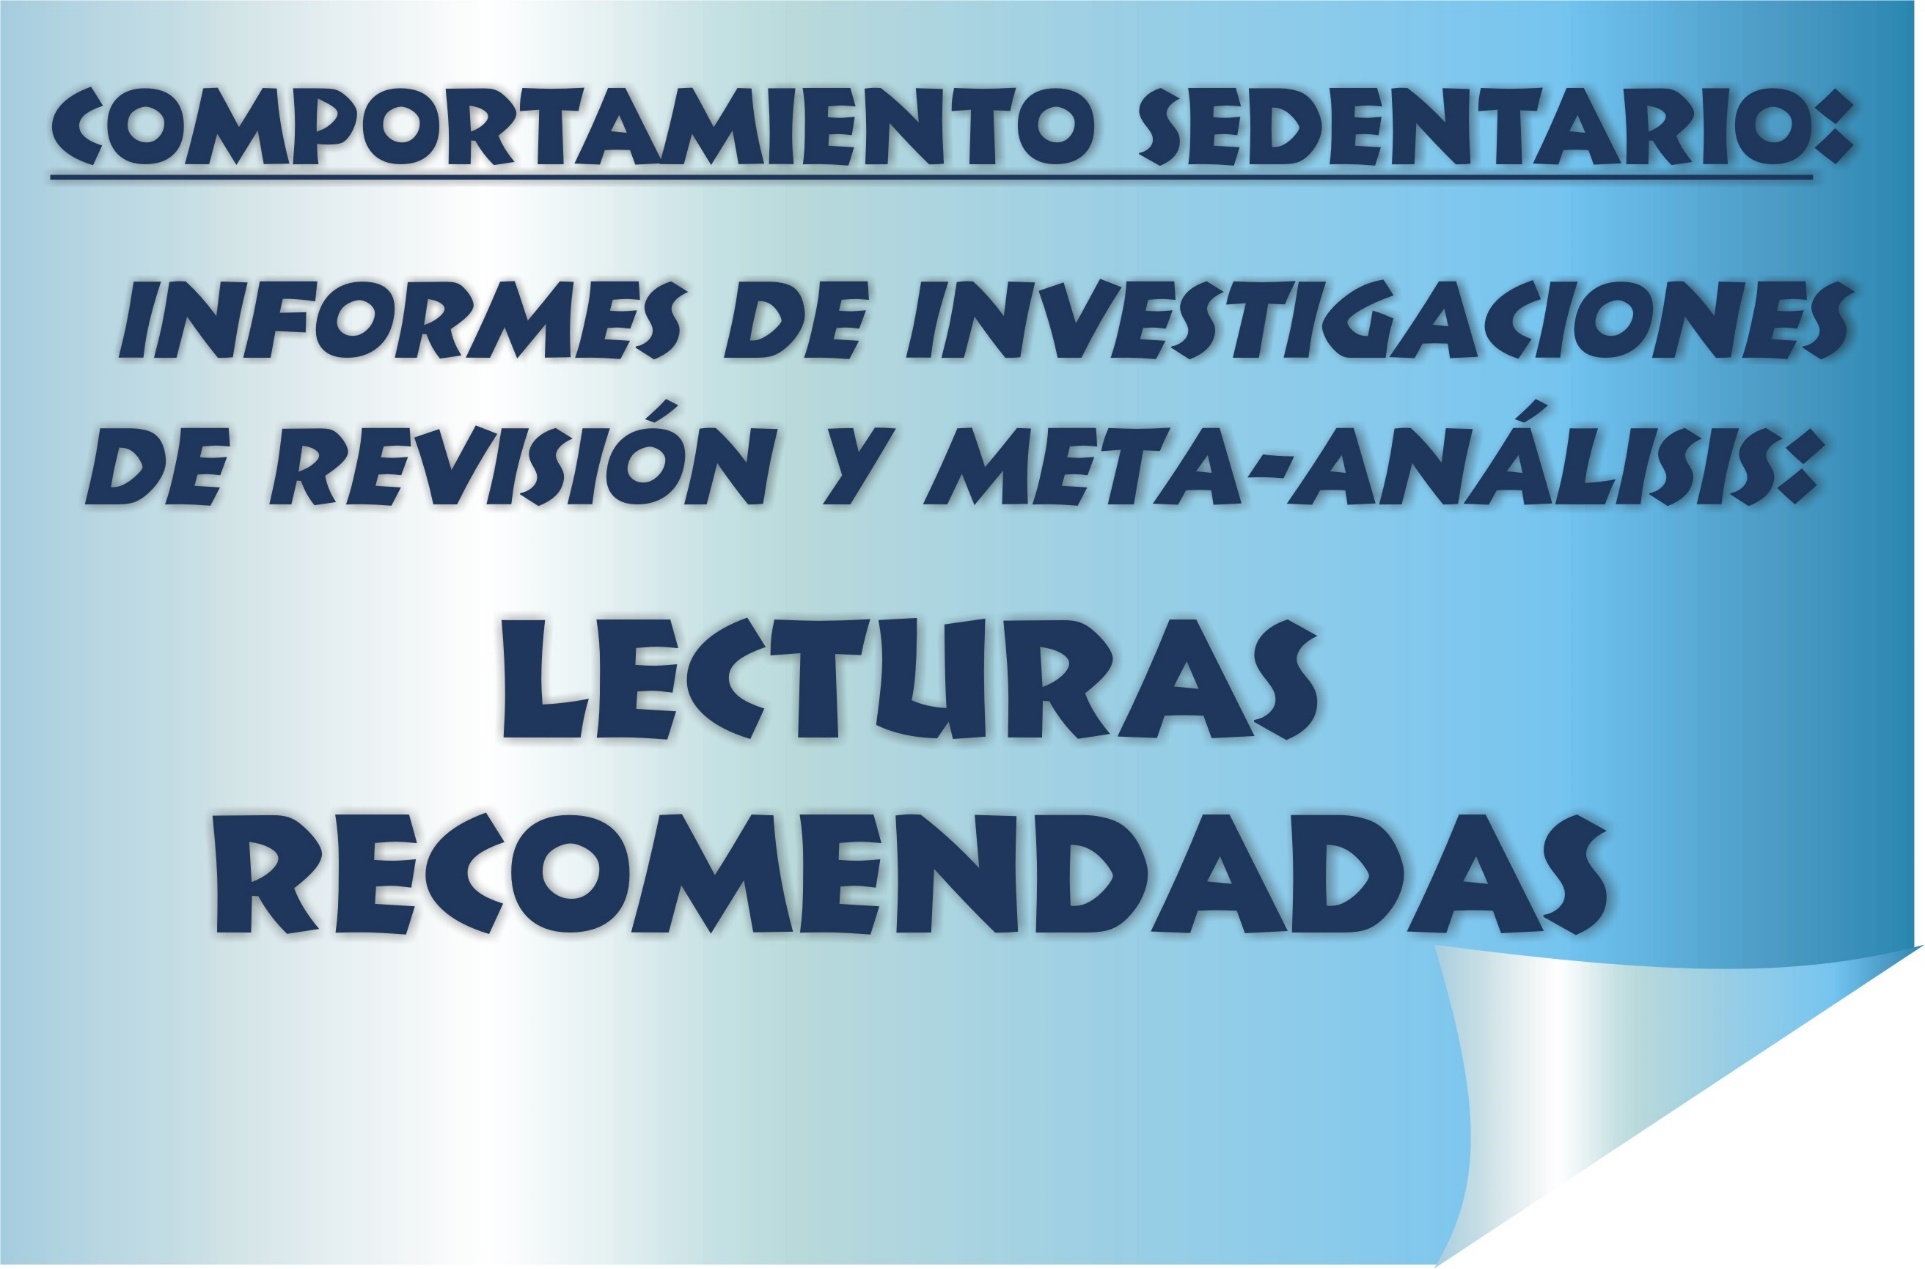 COMPORTAMIENTO SEDENTARIO:
INFORMES DE INVESTIGACIONES
DE REVISIÓN Y META-ANÁLISIS:
LECTURAS
RECOMENDADAS